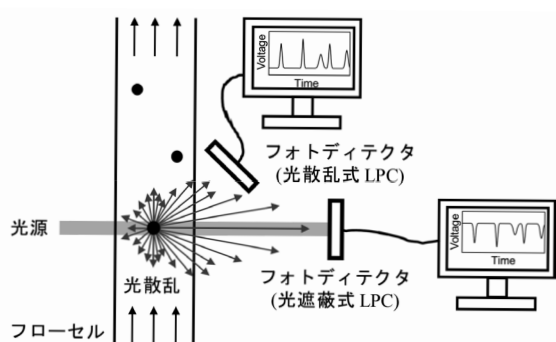 Voltage
Time
フォトディテクタ
(光散乱式 LPC)
光源
光散乱
フォトディテクタ
(光遮蔽式 LPC)
Voltage
Time
フローセル